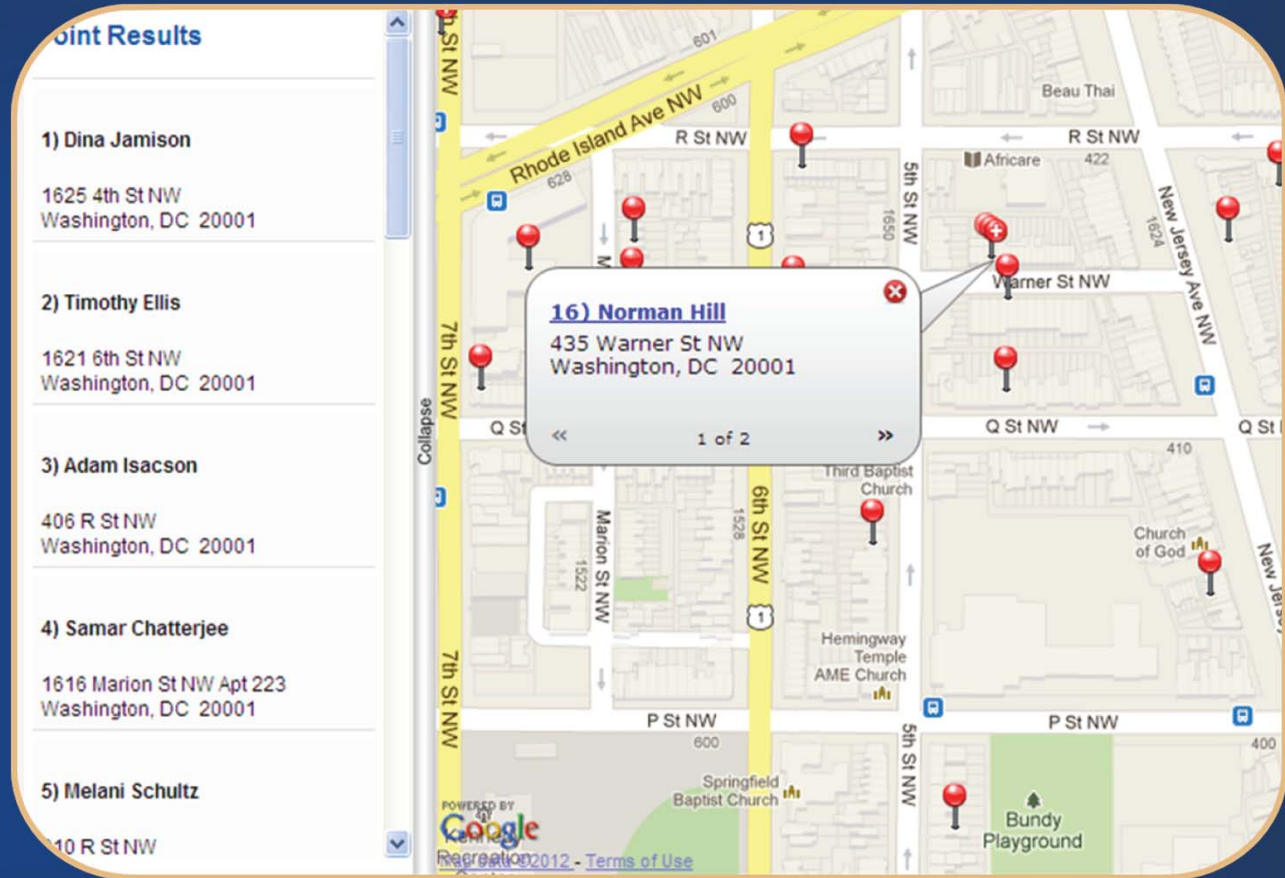 oint Results
1) Dina Jamison
1625 4th St NW
Washington, DC 20001
2) Timothy Ellis
1621 6th St NW
Washington, DC 20001
3) Adam Isacson
406 R St NW
Washington, DC 20001
4) Samar Chatterjee
1616 Marion St NW Apt 223
Washington, DC 20001
5) Melani Schultz
10 R St NW
Collapse
7th St NW
7th St NW
7th St NW
601
Rhode Island Ave NW
600
628
R St NW
R St NW
422
Beau Thai
Africare
5th St NW
1650
New Jersey Ave NW
1624
1
Warner St NW
16) Norman Hill
435 Warner St NW
Washington, DC 20001
«
1 of 2
»
Q St
Q St NW
Q St
410
Third Baptist
Church
6th St NW
1528
Marion St NW
1522
Church
of God
New Jers
1
Hemingway
Temple
AME Church
P St NW
600
P St NW
400
5th St NW
Springfield
Baptist Church
Bundy
Playground
POWERED BY
Google
Recreation
©2012 - Terms of Use